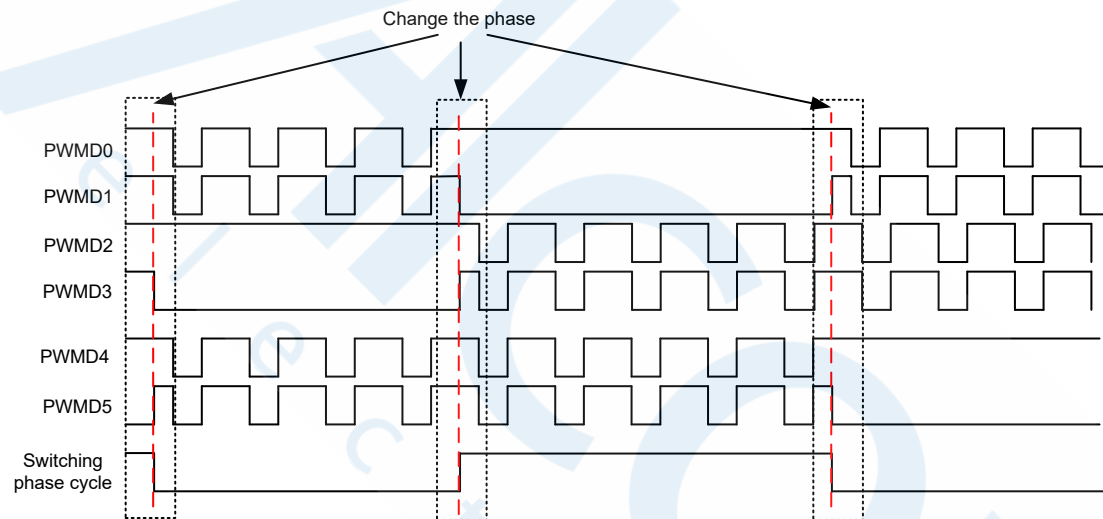 Change the phase
PWMD0
PWMD1
PWMD2
PWMD3
PWMD4
PWMD5
Switching
phase cycle